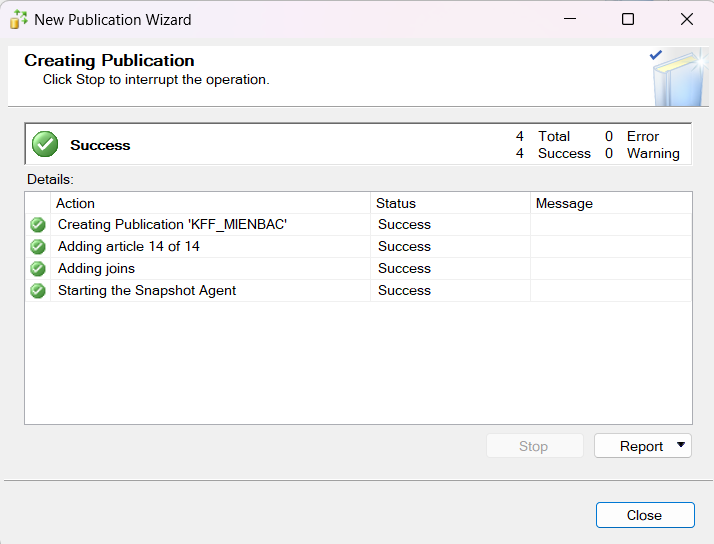 New Publication Wizard
Creating Publication
Click Stop to interrupt the operation.
Success
4 Total 0 Error
4 Success 0 Warning
Details:
Action Status Message
Creating Publication 'KFF_MIENBAC' Success
Adding article 14 of 14 Success
Adding joins Success
Starting the Snapshot Agent Success
Stop Report
Close